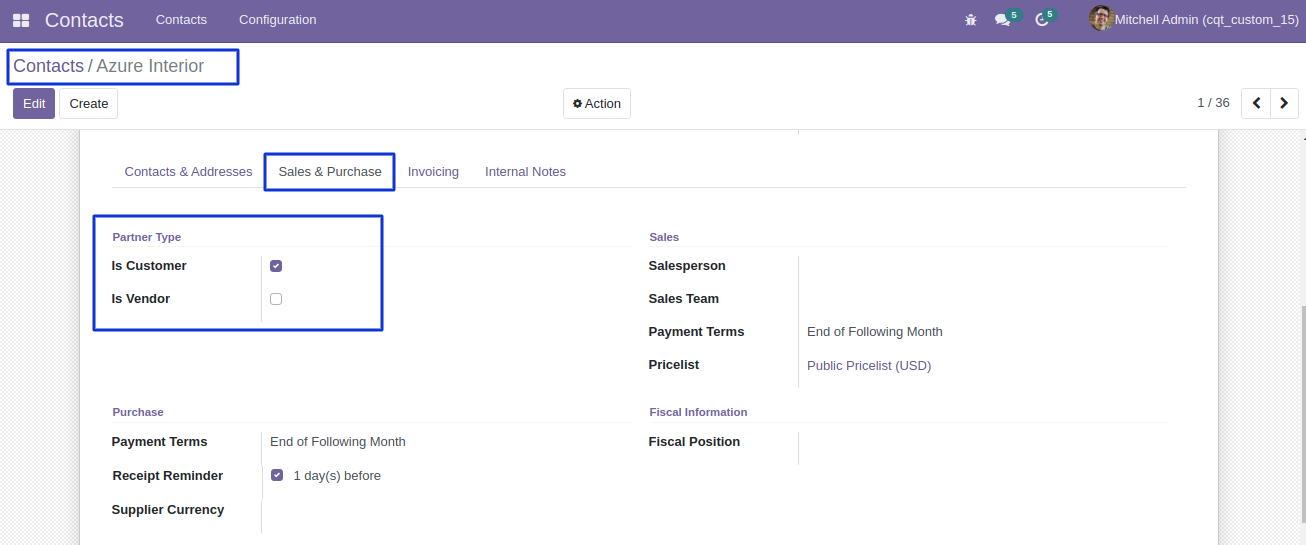 Contacts Contacts Configuration 5 5 Mitchell Admin (cqt_custom_15)
Contacts / Azure Interior
Edit Create Action 1 / 36
Contacts & Addresses Sales & Purchase Invoicing Internal Notes
Partner Type
Is Customer
Is Vendor
Sales
Salesperson
Sales Team
Payment Terms End of Following Month
Pricelist Public Pricelist (USD)
Purchase
Payment Terms End of Following Month
Receipt Reminder 1 day(s) before
Supplier Currency
Fiscal Information
Fiscal Position